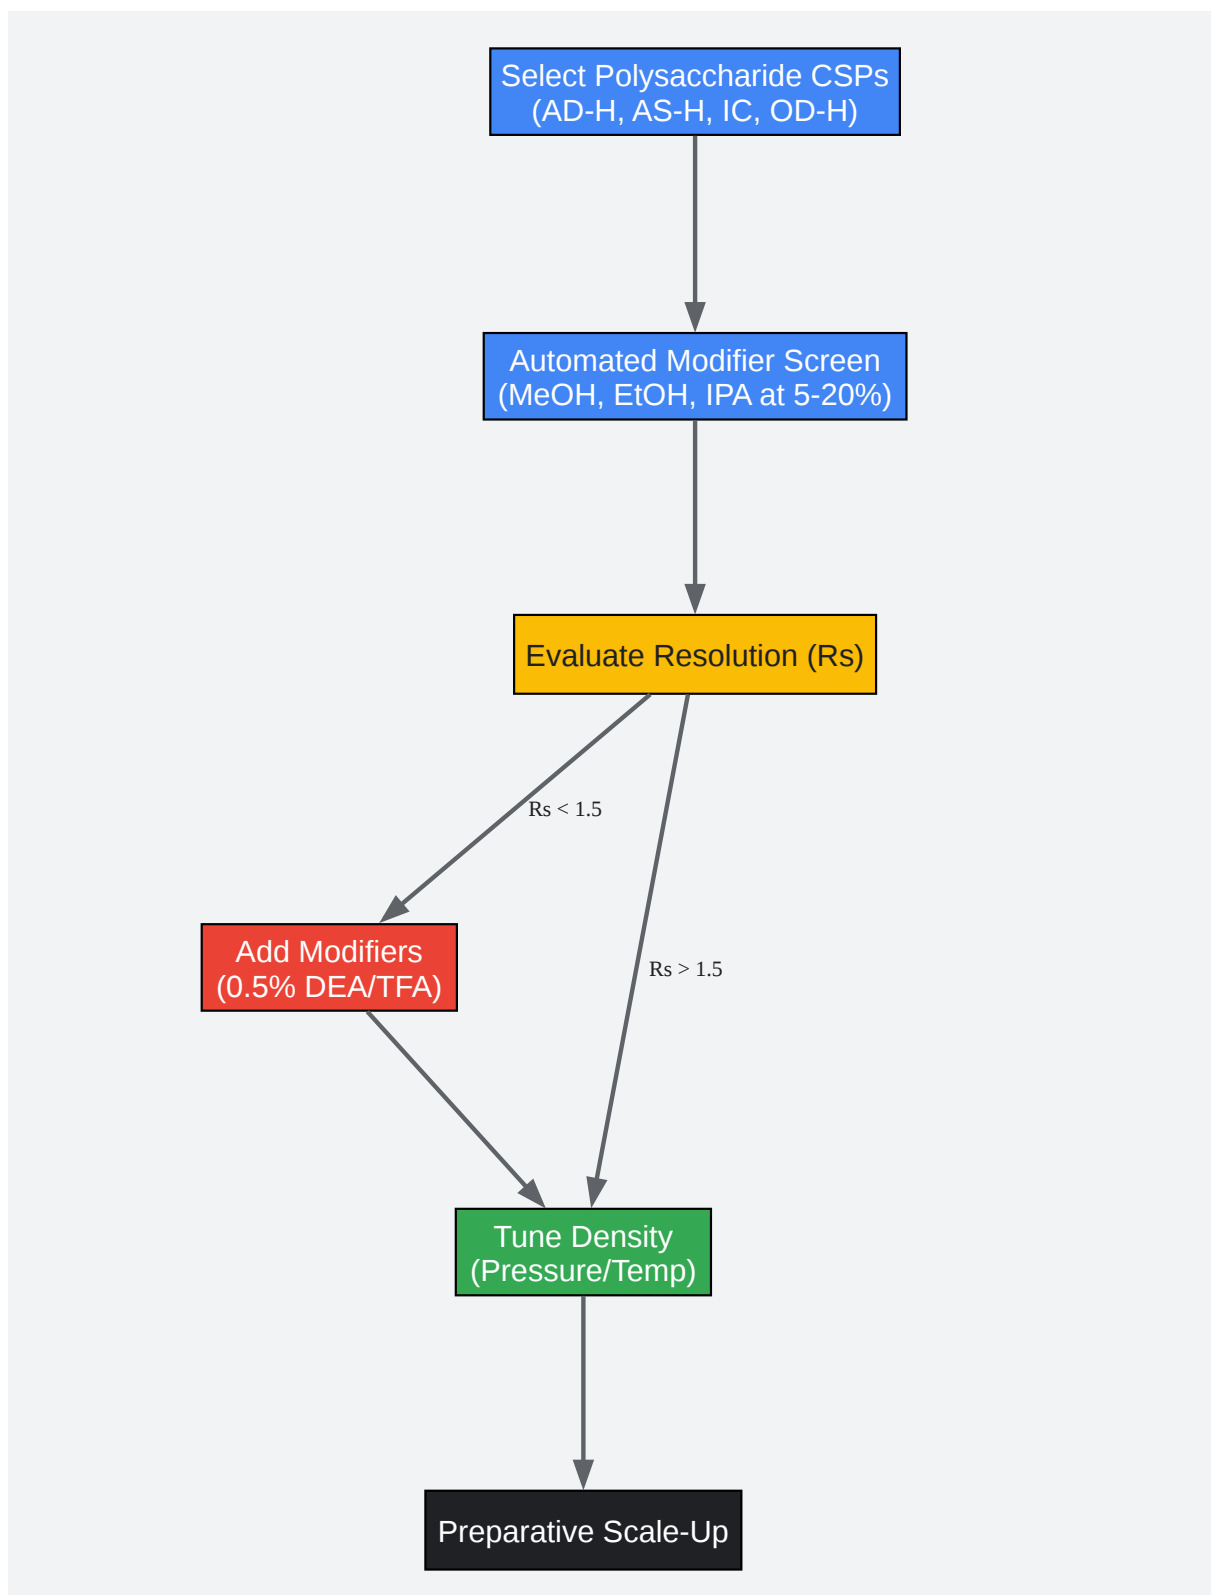 Select Polysaccharide CSPs
(AD-H, AS-H, IC, OD-H)
Automated Modifier Screen
(MeOH, EtOH, IPA at 5-20%)
Evaluate Resolution (Rs)
Rs < 1.5
Add Modifiers
(0.5% DEA/TFA)
Rs > 1.5
Tune Density
(Pressure/Temp)
Preparative Scale-Up